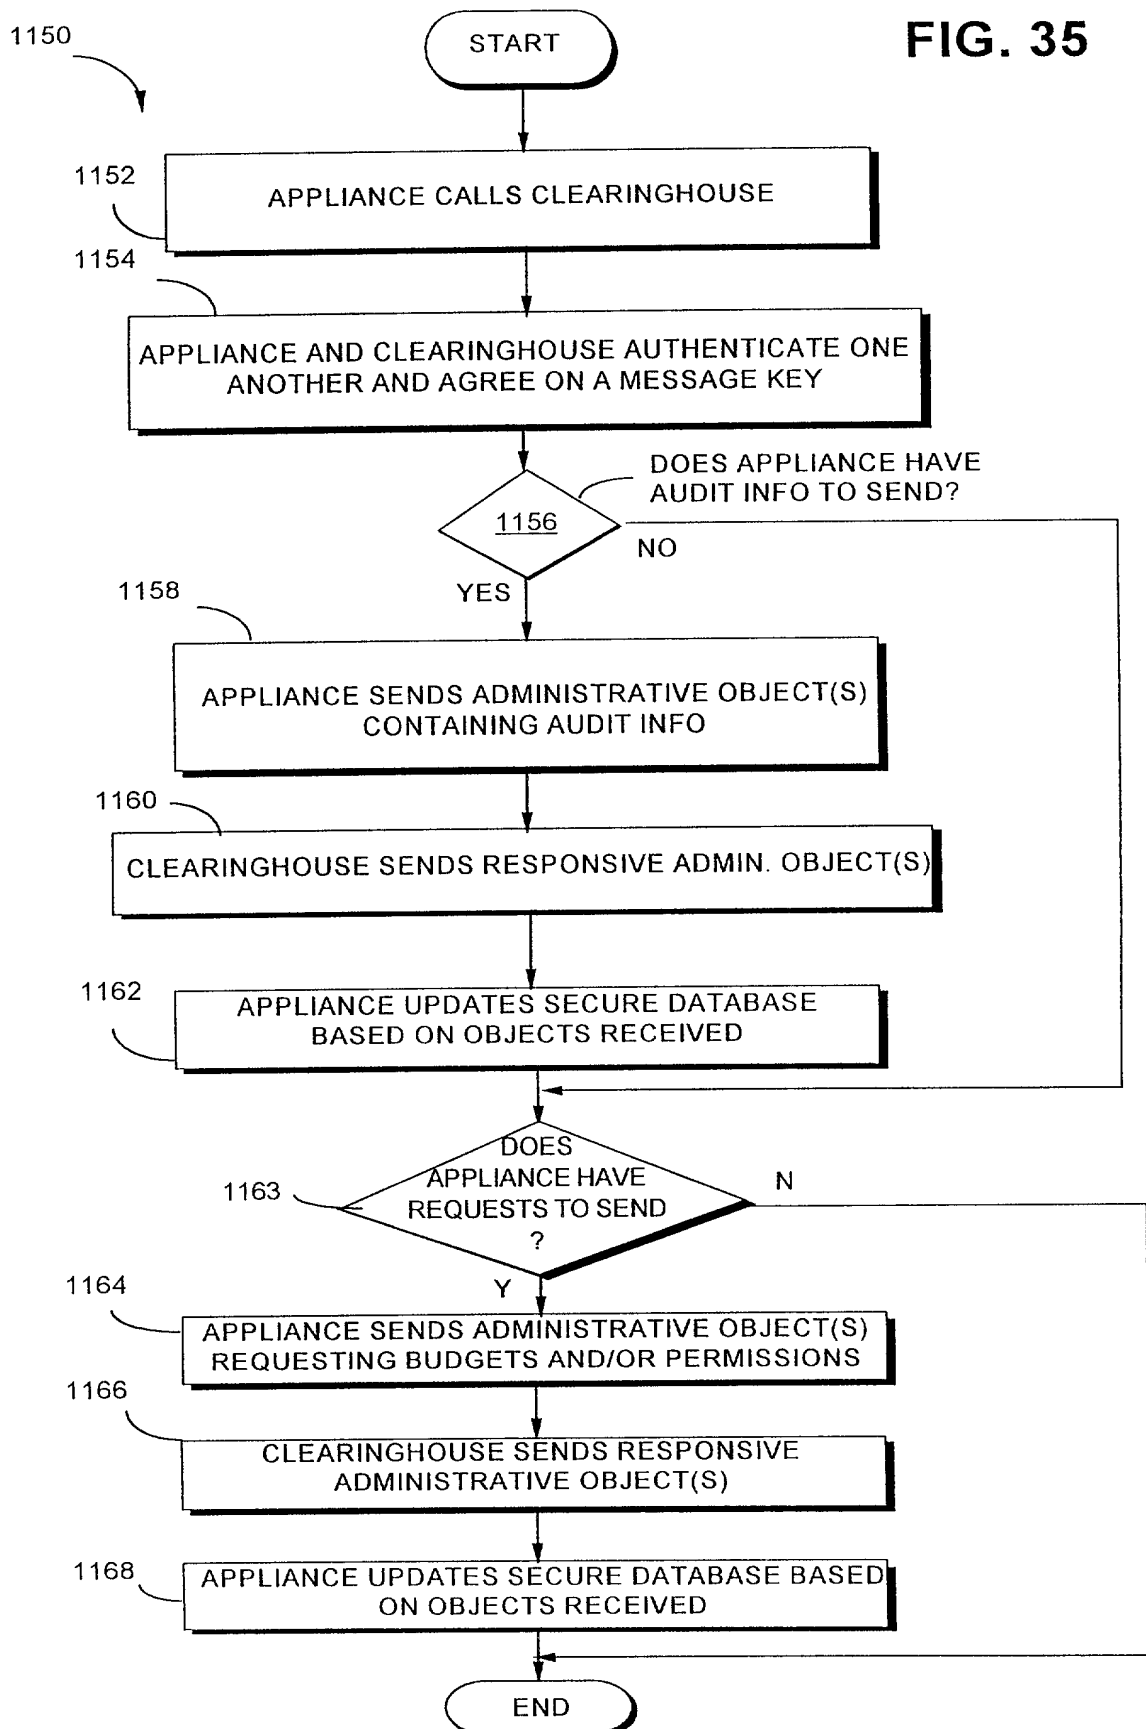 1150
START
FIG. 35
1152
APPLIANCE CALLS CLEARINGHOUSE
1154
APPLIANCE AND CLEARINGHOUSE AUTHENTICATE ONE
ANOTHER AND AGREE ON A MESSAGE KEY
DOES APPLIANCE HAVE
AUDIT INFO TO SEND?
1156
NO
YES
1158
APPLIANCE SENDS ADMINISTRATIVE OBJECT(S)
CONTAINING AUDIT INFO
1160
CLEARINGHOUSE SENDS RESPONSIVE ADMIN. OBJECT(S)
1162
APPLIANCE UPDATES SECURE DATABASE
BASED ON OBJECTS RECEIVED
1163
DOES
APPLIANCE HAVE
REQUESTS TO SEND
?
N
Y
1164
APPLIANCE SENDS ADMINISTRATIVE OBJECT(S)
REQUESTING BUDGETS AND/OR PERMISSIONS
1166
CLEARINGHOUSE SENDS RESPONSIVE
ADMINISTRATIVE OBJECT(S)
1168
APPLIANCE UPDATES SECURE DATABASE BASED
ON OBJECTS RECEIVED
END